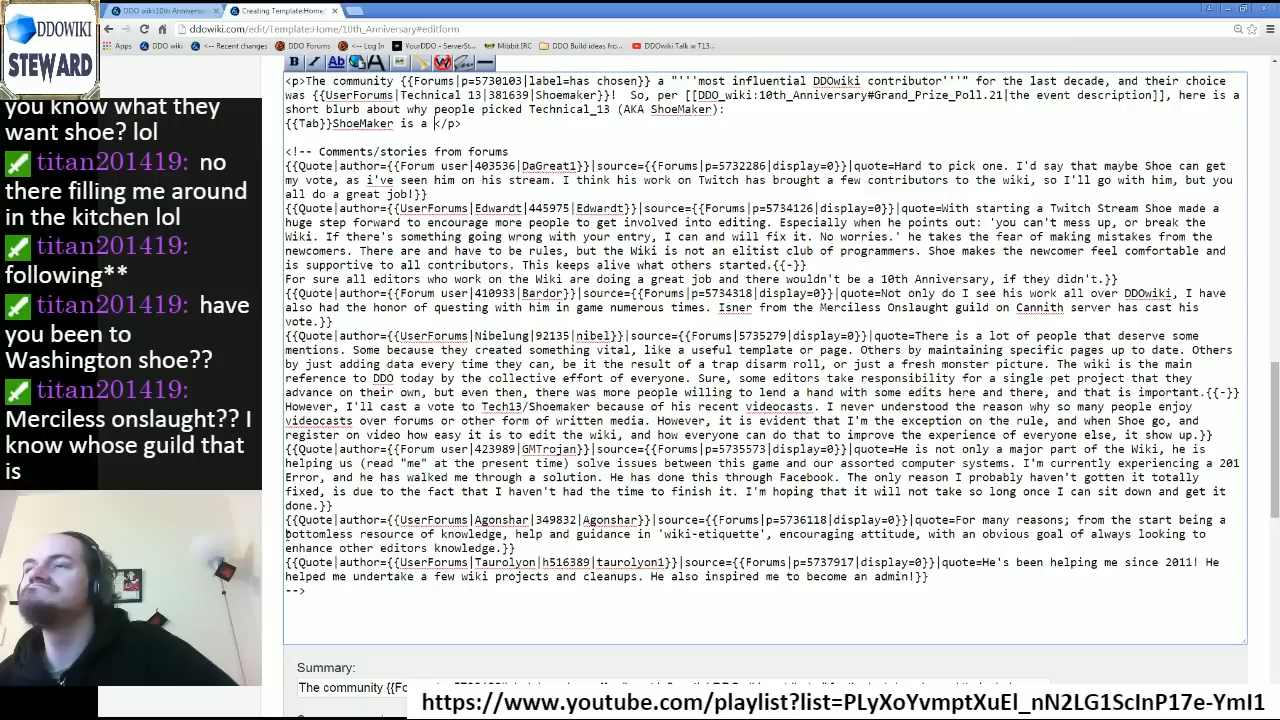 DDO wiki:10th Anniversa
Creating Template:Home/
ddowiki.com/edit/Template:Home/10th_Anniversary#editform
Apps
DDO wiki
<-- Recent changes
DDO Forums
<-- Log In
YourDDO -- ServerSt...
Mibbit IRC
DDO Build ideas fro...
DDOwiki Talk w T13...
DDOWIKI
STEWARD
you know what they
want shoe? lol
titan201419: no
there filling me around
in the kitchen lol
titan201419:
following**
titan201419: have
you been to
Washington shoe??
titan201419:
Merciless onslaught?? I
know whose guild that
is
B I Ab
<p>The community {{Forums|p=5730103|label=has chosen}} a "'''most influential DDOwiki contributor'''" for the last decade, and their choice
was {{UserForums|Technical 13|381639|Shoemaker}}!  So, per [[DDO_wiki:10th_Anniversary#Grand_Prize_Poll.21|the event description]], here is a
short blurb about why people picked Technical_13 (AKA ShoeMaker):
{{Tab}}ShoeMaker is a </p>
<!-- Comments/stories from forums
{{Quote|author={{Forum user|403536|DaGreat1}}|source={{Forums|p=5732286|display=0}}|quote=Hard to pick one. I'd say that maybe Shoe can get
my vote, as i've seen him on his stream. I think his work on Twitch has brought a few contributors to the wiki, so I'll go with him, but you
all do a great job!}}
{{Quote|author={{UserForums|Edwardt|445975|Edwardt}}|source={{Forums|p=5734126|display=0}}|quote=With starting a Twitch Stream Shoe made a
huge step forward to encourage more people to get involved into editing. Especially when he points out: 'you can't mess up, or break the
Wiki. If there's something going wrong with your entry, I can and will fix it. No worries.' he takes the fear of making mistakes from the
newcomers. There are and have to be rules, but the Wiki is not an elitist club of programmers. Shoe makes the newcomer feel comfortable and
is supportive to all contributors. This keeps alive what others started.{{-}}
For sure all editors who work on the Wiki are doing a great job and there wouldn't be a 10th Anniversary, if they didn't.}}
{{Quote|author={{Forum user|410933|Bardor}}|source={{Forums|p=5734318|display=0}}|quote=Not only do I see his work all over DDOwiki, I have
also had the honor of questing with him in game numerous times. Isner from the Merciless Onslaught guild on Cannith server has cast his
vote.}}
{{Quote|author={{UserForums|Nibelung|92135|nibel}}|source={{Forums|p=5735279|display=0}}|quote=There is a lot of people that deserve some
mentions. Some because they created something vital, like a useful template or page. Others by maintaining specific pages up to date. Others
by just adding data every time they can, be it the result of a trap disarm roll, or just a fresh monster picture. The wiki is the main
reference to DDO today by the collective effort of everyone. Sure, some editors take responsibility for a single pet project that they
advance on their own, but even then, there was more people willing to lend a hand with some edits here and there, and that is important.{{-}}
However, I'll cast a vote to Tech13/Shoemaker because of his recent videocasts. I never understood the reason why so many people enjoy
videocasts over forums or other form of written media. However, it is evident that I'm the exception on the rule, and when Shoe go, and
register on video how easy it is to edit the wiki, and how everyone can do that to improve the experience of everyone else, it show up.}}
{{Quote|author={{Forum user|423989|GMTrojan}}|source={{Forums|p=5735573|display=0}}|quote=He is not only a major part of the Wiki, he is
helping us (read "me" at the present time) solve issues between this game and our assorted computer systems. I'm currently experiencing a 201
Error, and he has walked me through a solution. He has done this through Facebook. The only reason I probably haven't gotten it totally
fixed, is due to the fact that I haven't had the time to finish it. I'm hoping that it will not take so long once I can sit down and get it
done.}}
{{Quote|author={{UserForums|Agonshar|349832|Agonshar}}|source={{Forums|p=5736118|display=0}}|quote=For many reasons; from the start being a
bottomless resource of knowledge, help and guidance in 'wiki-etiquette', encouraging attitude, with an obvious goal of always looking to
enhance other editors knowledge.}}
{{Quote|author={{UserForums|Taurolyon|h516389|taurolyon1}}|source={{Forums|p=5737917|display=0}}|quote=He's been helping me since 2011! He
helped me undertake a few wiki projects and cleanups. He also inspired me to become an admin!}}
-->
Summary:
The community {{Fo
https://www.youtube.com/playlist?list=PLyXoYvmptXuEl_nN2LG1ScInP17e-YmI1